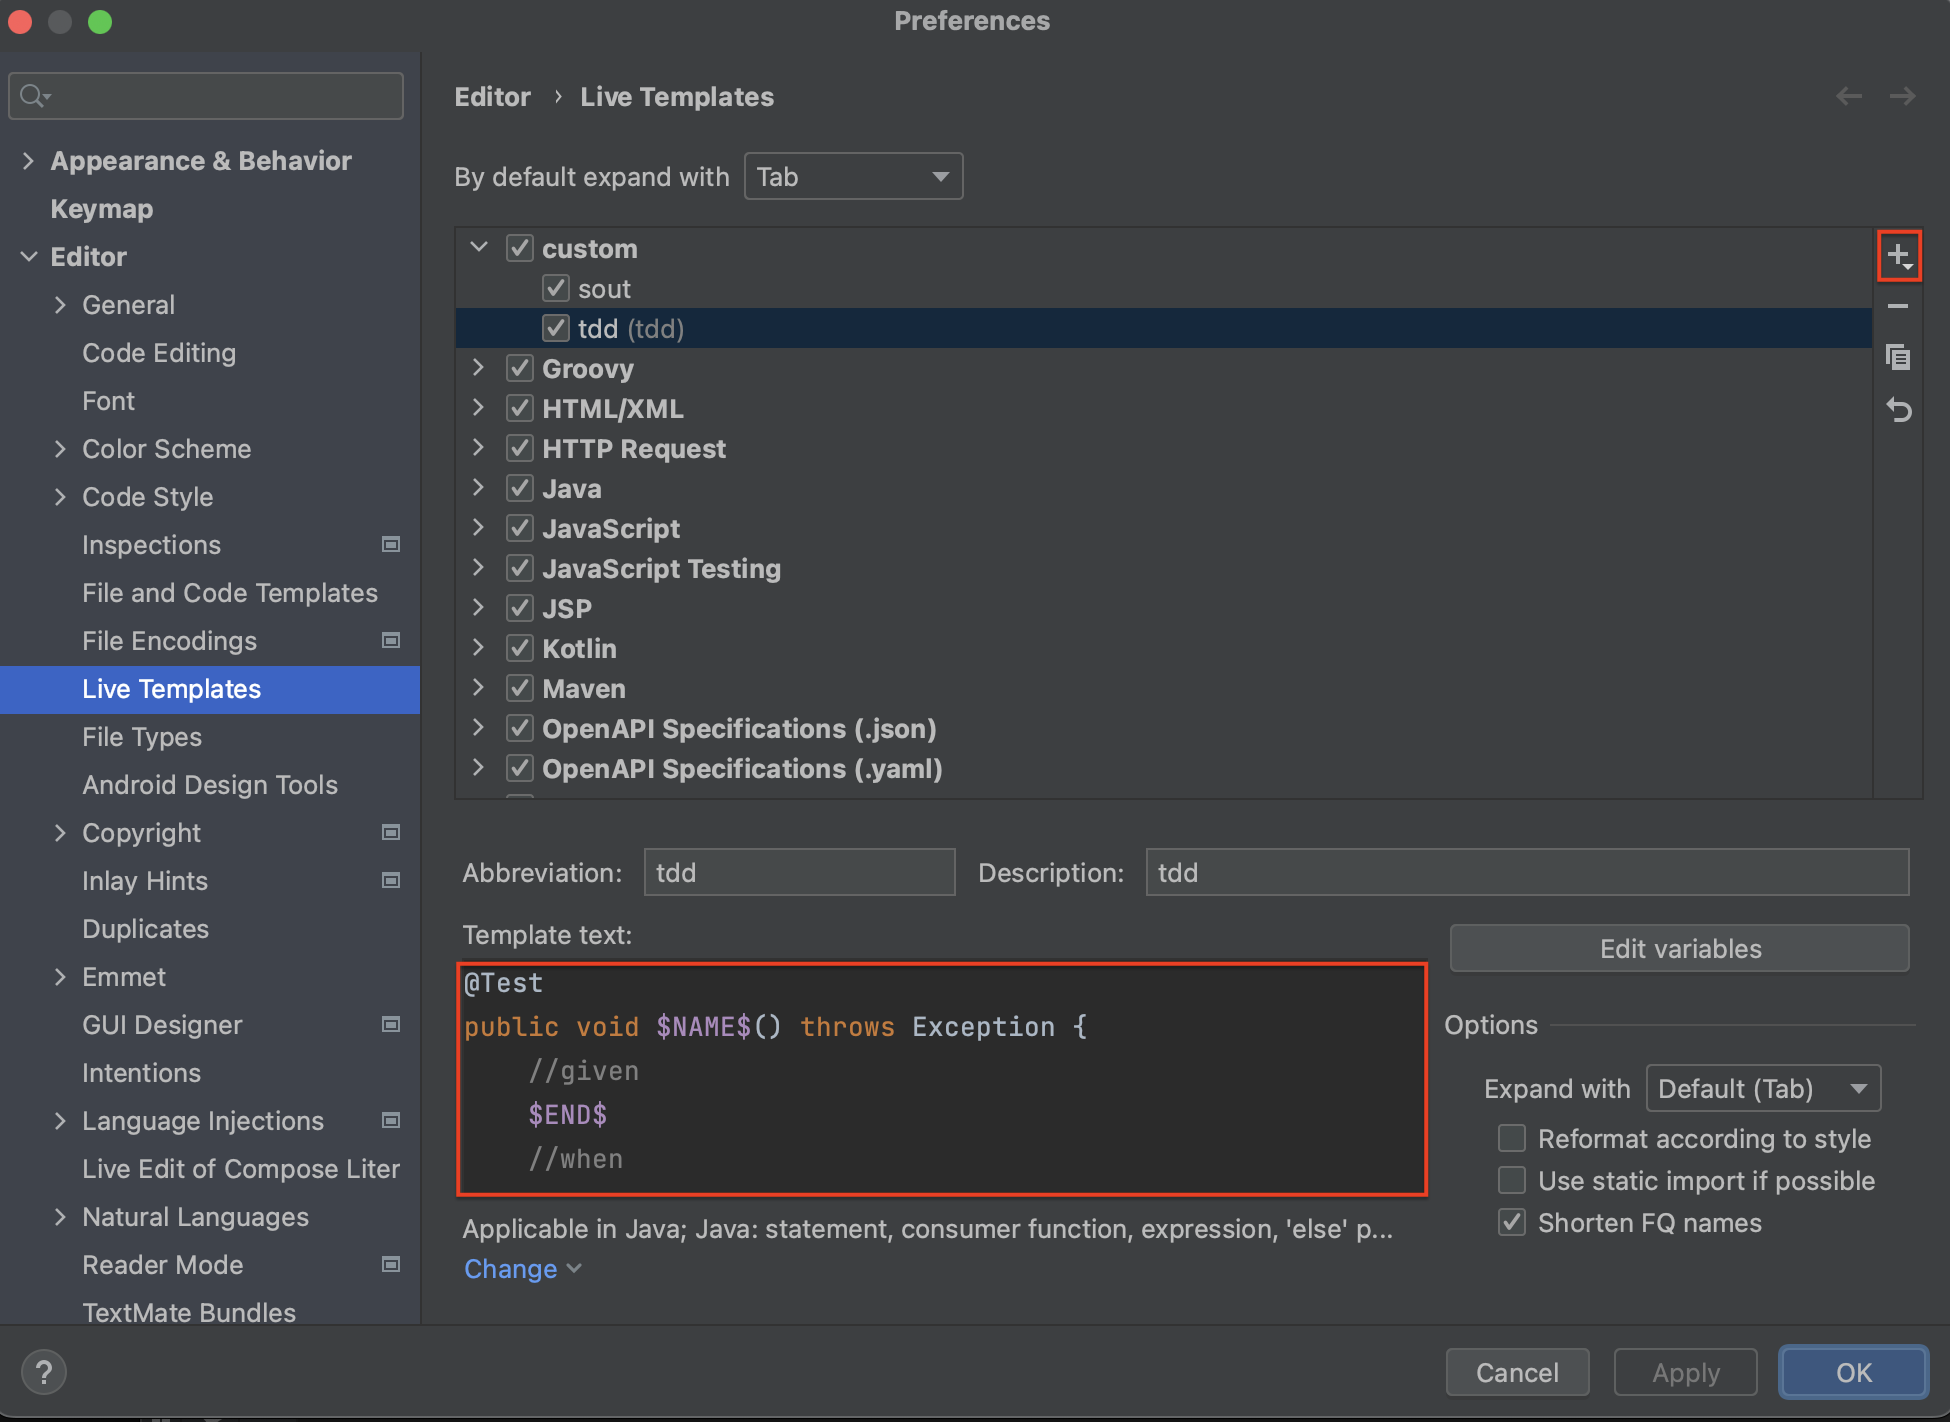 Preferences
Appearance & Behavior
Keymap
Editor
General
Code Editing
Font
Color Scheme
Code Style
Inspections
File and Code Templates
File Encodings
Live Templates
File Types
Android Design Tools
Copyright
Inlay Hints
Duplicates
Emmet
GUI Designer
Intentions
Language Injections
Live Edit of Compose Liter
Natural Languages
Reader Mode
TextMate Bundles
Editor › Live Templates
By default expand with Tab
custom
sout
tdd (tdd)
Groovy
HTML/XML
HTTP Request
Java
JavaScript
JavaScript Testing
JSP
Kotlin
Maven
OpenAPI Specifications (.json)
OpenAPI Specifications (.yaml)
Abbreviation: tdd Description: tdd
Template text:
@Test
public void $NAME$() throws Exception {
//given
$END$
//when
Applicable in Java; Java: statement, consumer function, expression, 'else' p...
Change
Edit variables
Options
Expand with Default (Tab)
Reformat according to style
Use static import if possible
Shorten FQ names
?
Cancel Apply OK